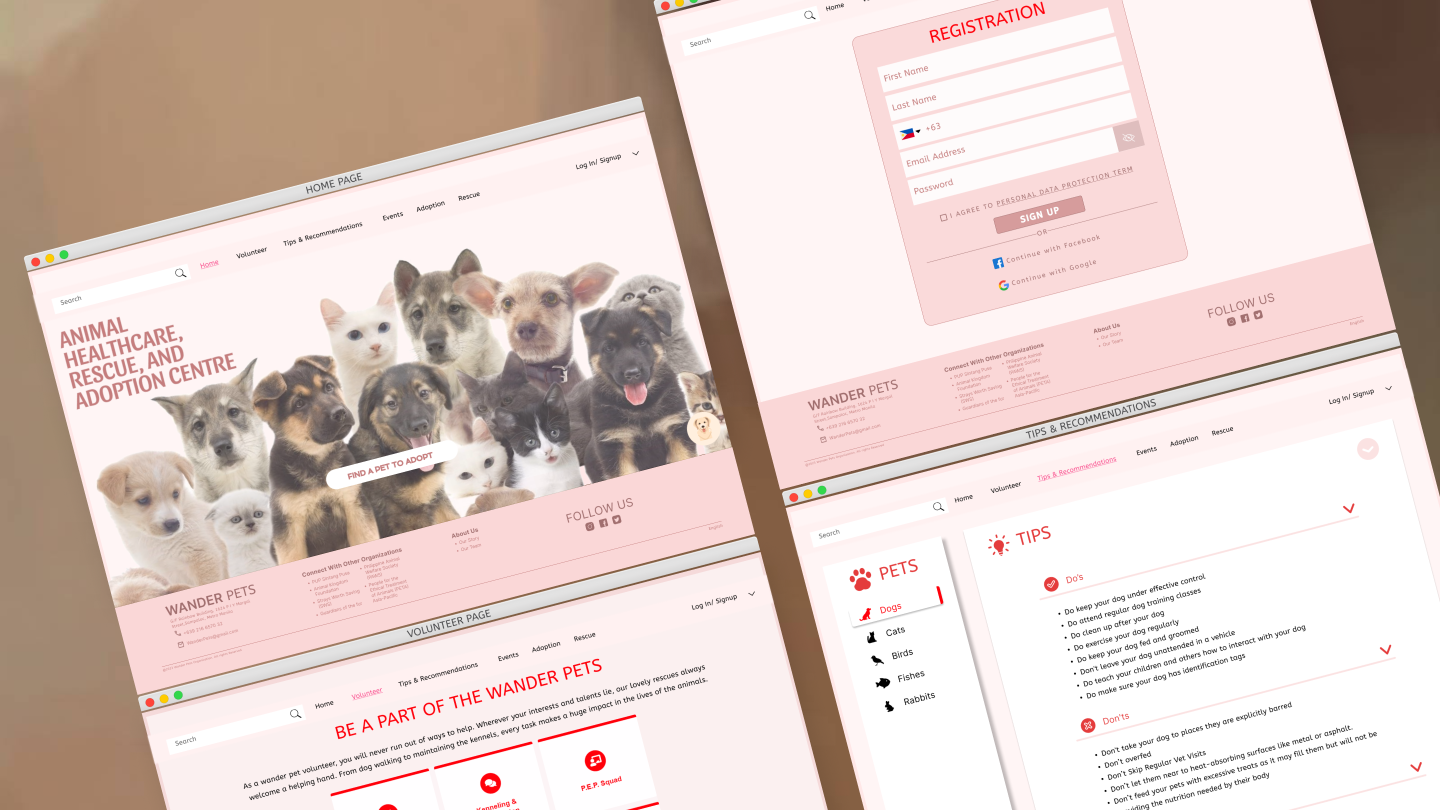 HOME PAGE
Search
Home
Volunteer
Tips & Recommendations
Events
Adoption
Rescue
Log In/ Signup
ANIMAL
HEALTHCARE,
RESCUE, AND
ADOPTION CENTRE
FIND A PET TO ADOPT
WANDER PETS
WanderPets@gmail.com
Connect With Other Organizations
About Us
• Our Story
• Our Team
FOLLOW US
English
VOLUNTEER PAGE
Search
Home
Volunteer
Tips & Recommendations
Events
Adoption
Rescue
Log In/ Signup
BE A PART OF THE WANDER PETS
As a wander pet volunteer, you will never run out of ways to help. Wherever your interests and talents lie, our lovely rescues always
welcome a helping hand. From dog walking to maintaining the kennels, every task makes a huge impact in the lives of the animals.
Kenneling &
P.E.P. Squad
Search
Home
REGISTRATION
First Name
Last Name
+63
Email Address
Password
I AGREE TO PERSONAL DATA PROTECTION TERM
SIGN UP
OR
Continue with Facebook
Continue with Google
WANDER PETS
WanderPets@gmail.com
Connect With Other Organizations
About Us
• Our Story
• Our Team
FOLLOW US
English
TIPS & RECOMMENDATIONS
Search
Home
Volunteer
Tips & Recommendations
Events
Adoption
Rescue
Log In/ Signup
PETS
Dogs
Cats
Birds
Fishes
Rabbits
TIPS
Do's
• Do keep your dog under effective control
• Do attend regular dog training classes
• Do clean up after your dog
• Do exercise your dog regularly
• Do keep your dog fed and groomed
• Don't leave your dog unattended in a vehicle
• Do teach your children and others how to interact with your dog
• Do make sure your dog has identification tags
Don'ts
• Don't take your dog to places they are explicitly barred
• Don't overfed
• Don't Skip Regular Vet Visits
• Don't let them near to heat-absorbing surfaces like metal or asphalt.
• Don't feed your pets with excessive treats as it may fill them but will not be
the nutrition needed by their body